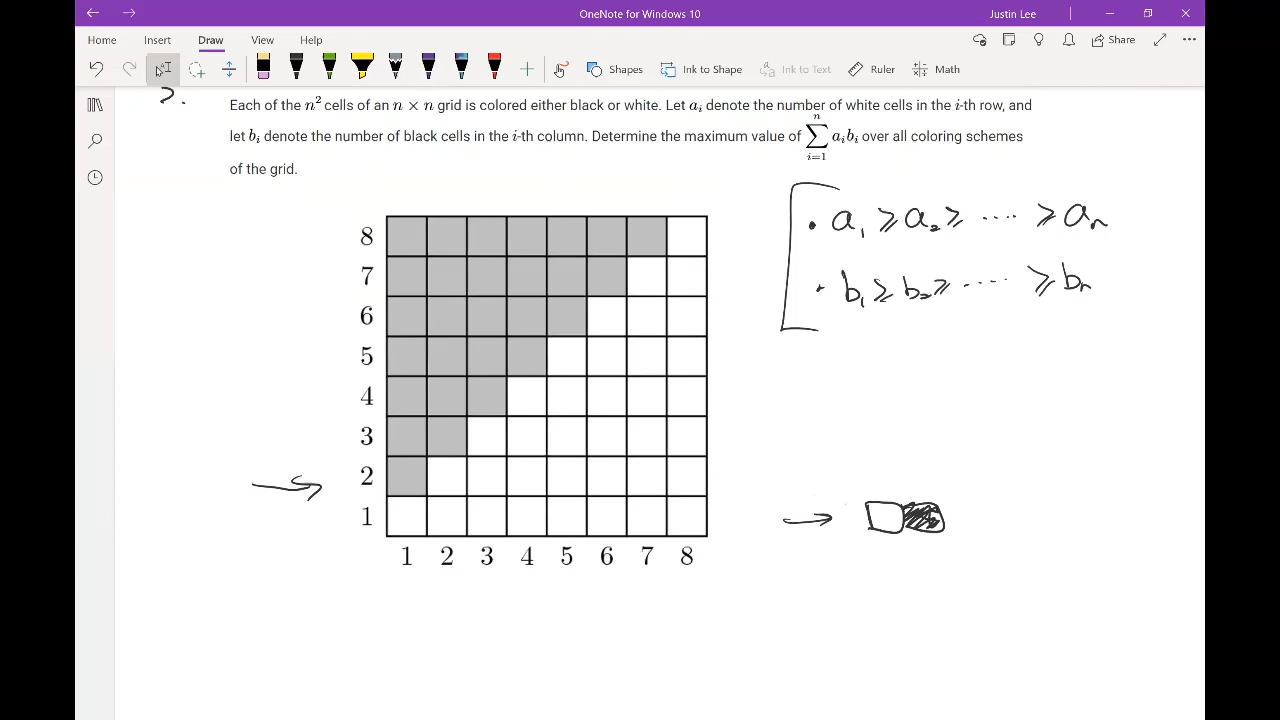 OneNote for Windows 10
Justin Lee
Home Insert Draw View Help
Share
Shapes Ink to Shape Ink to Text Ruler Math
3.
Each of the n² cells of an n × n grid is colored either black or white. Let aᵢ denote the number of white cells in the i-th row, and
let bᵢ denote the number of black cells in the i-th column. Determine the maximum value of ∑ⁿᵢ₌₁ aᵢbᵢ over all coloring schemes
of the grid.
• a₁ ⩾ a₂ ⩾ .... ⩾ aₙ
• b₁ ⩾ b₂ ⩾ .... ⩾ bₙ
8
7
6
5
4
3
2
1
1 2 3 4 5 6 7 8